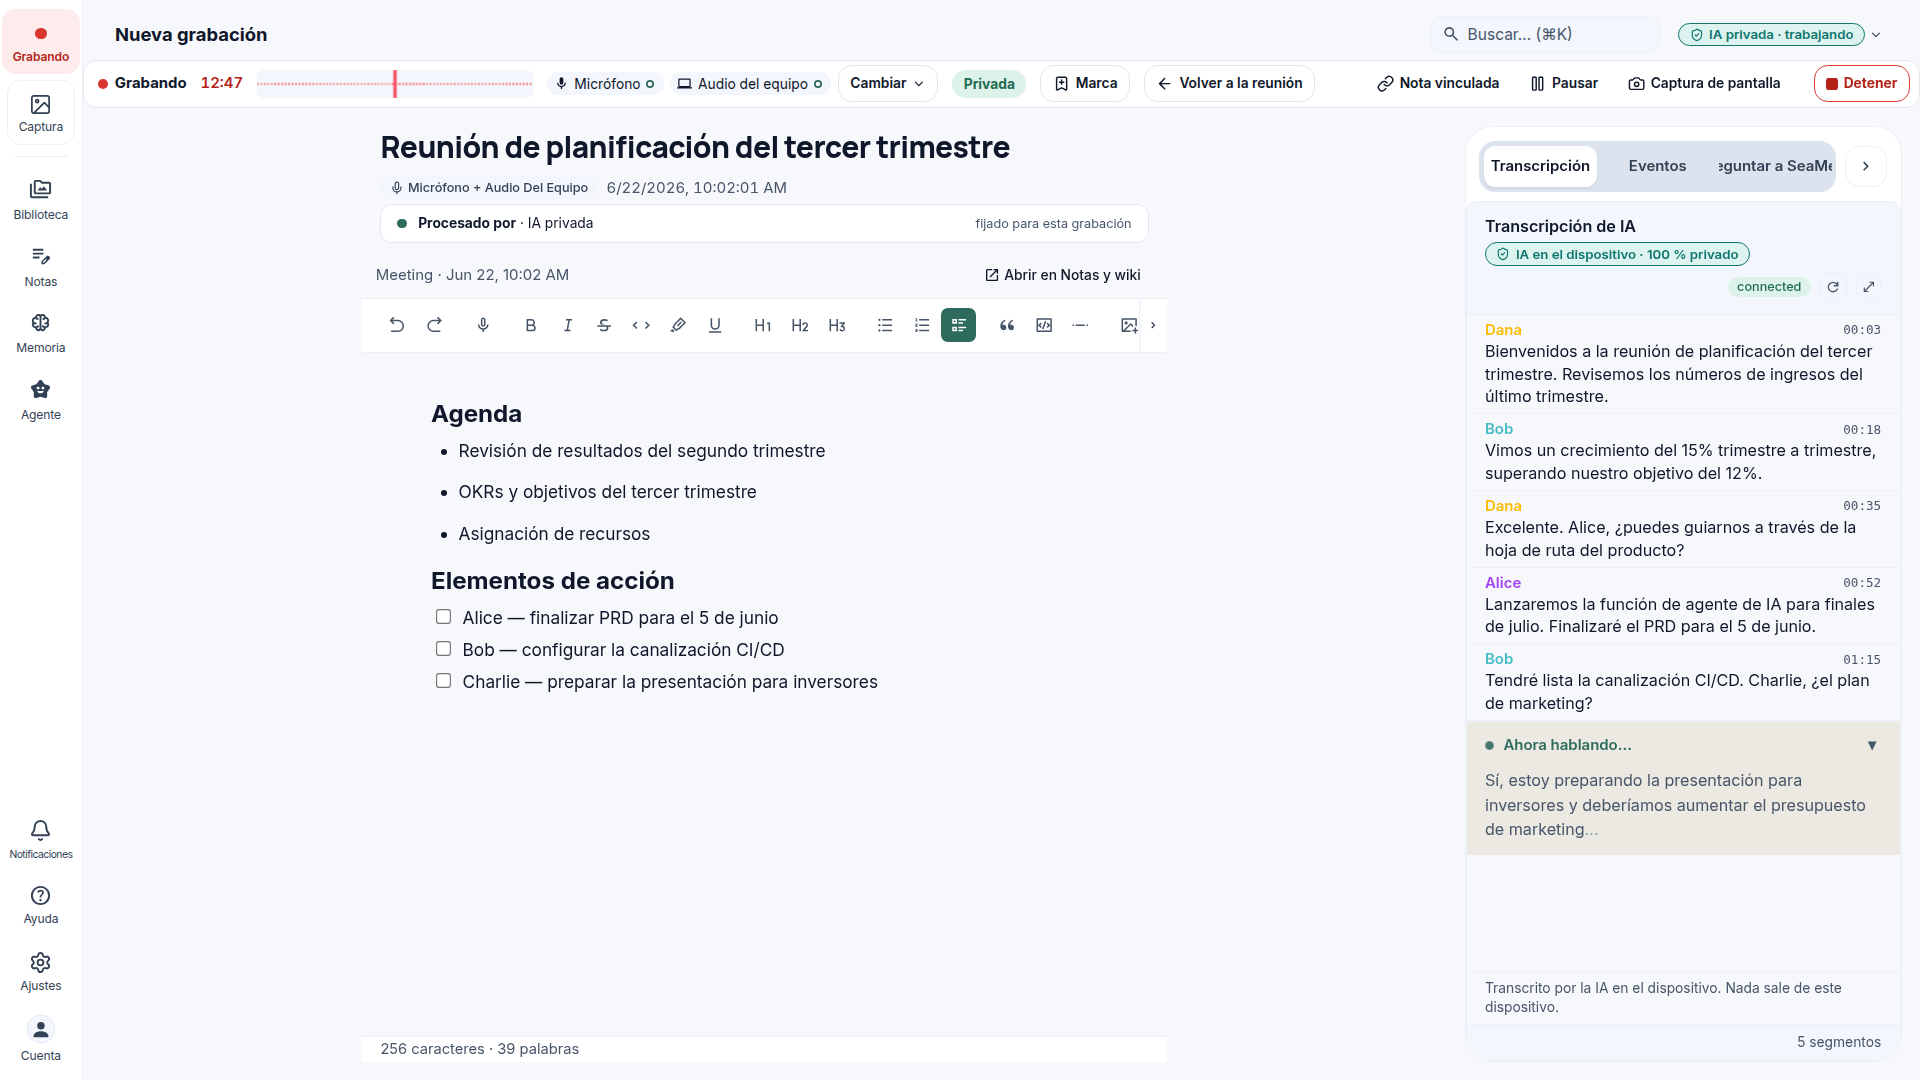 Grabando
Captura
Biblioteca
Notas
Memoria
Agente
Notificaciones
Ayuda
Ajustes
Cuenta
Nueva grabación
Buscar... (⌘K)
IA privada · trabajando
Grabando 12:47
Micrófono
Audio del equipo
Cambiar
Privada
Marca
Volver a la reunión
Nota vinculada
Pausar
Captura de pantalla
Detener
Reunión de planificación del tercer trimestre
Micrófono + Audio Del Equipo 6/22/2026, 10:02:01 AM
Procesado por · IA privada fijado para esta grabación
Meeting · Jun 22, 10:02 AM Abrir en Notas y wiki
B I S U H1 H2 H3
Agenda
• Revisión de resultados del segundo trimestre
• OKRs y objetivos del tercer trimestre
• Asignación de recursos
Elementos de acción
Alice — finalizar PRD para el 5 de junio
Bob — configurar la canalización CI/CD
Charlie — preparar la presentación para inversores
256 caracteres · 39 palabras
Transcripción Eventos eguntar a SeaMe
Transcripción de IA
IA en el dispositivo · 100 % privado
connected
Dana 00:03
Bienvenidos a la reunión de planificación del tercer
trimestre. Revisemos los números de ingresos del
último trimestre.
Bob 00:18
Vimos un crecimiento del 15% trimestre a trimestre,
superando nuestro objetivo del 12%.
Dana 00:35
Excelente. Alice, ¿puedes guiarnos a través de la
hoja de ruta del producto?
Alice 00:52
Lanzaremos la función de agente de IA para finales
de julio. Finalizaré el PRD para el 5 de junio.
Bob 01:15
Tendré lista la canalización CI/CD. Charlie, ¿el plan
de marketing?
Ahora hablando...
Sí, estoy preparando la presentación para
inversores y deberíamos aumentar el presupuesto
de marketing...
Transcrito por la IA en el dispositivo. Nada sale de este
dispositivo.
5 segmentos